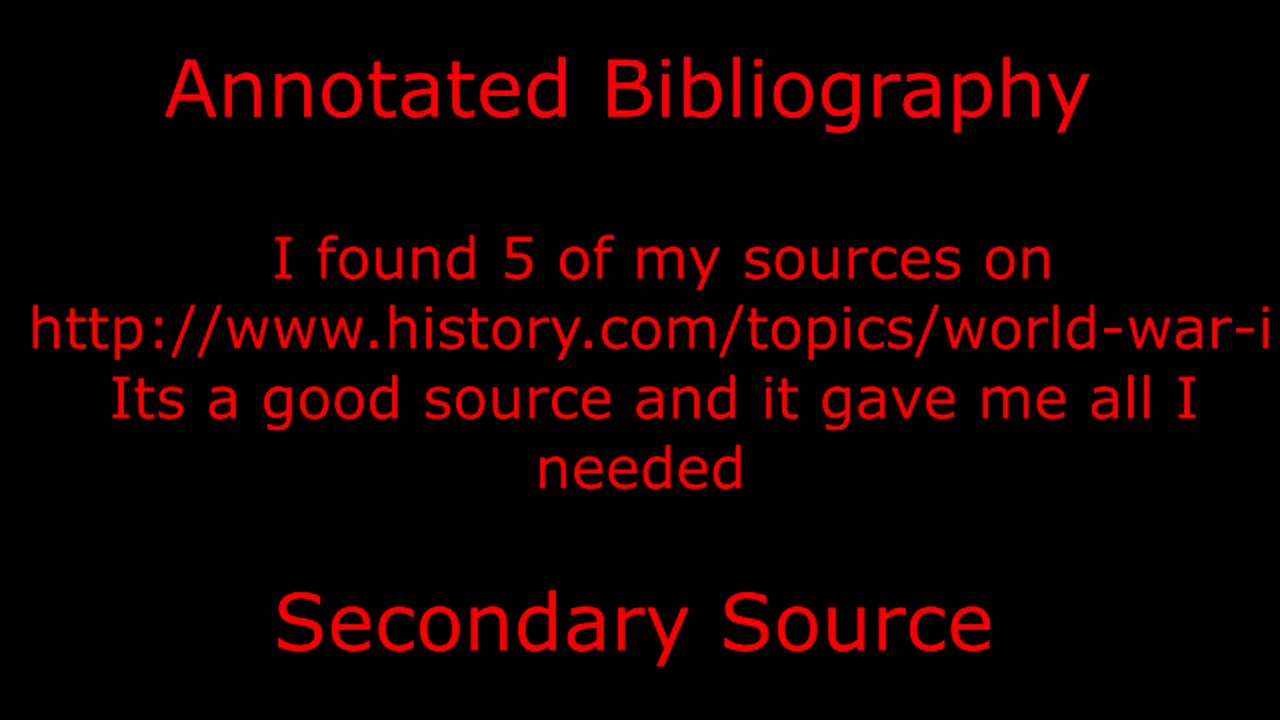 Annotated Bibliography
I found 5 of my sources on
http://www.history.com/topics/world-war-i
Its a good source and it gave me all I
needed
Secondary Source